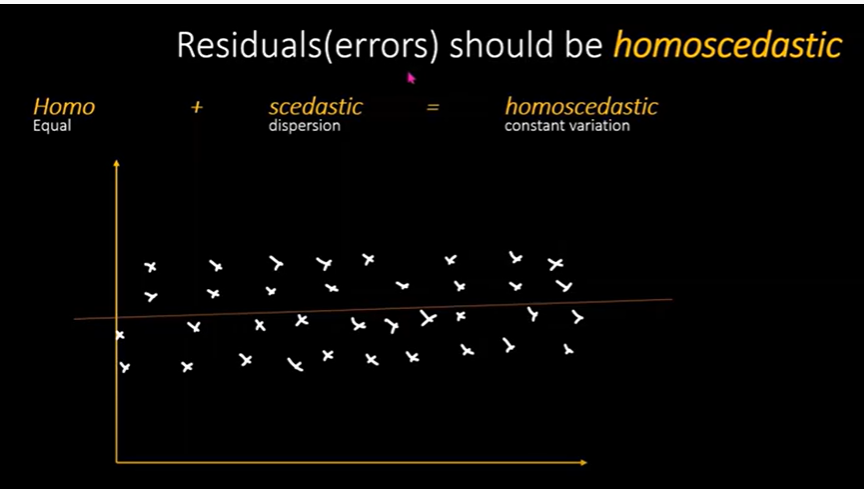 Residuals(errors) should be homoscedastic
Homo + scedastic = homoscedastic
Equal dispersion constant variation